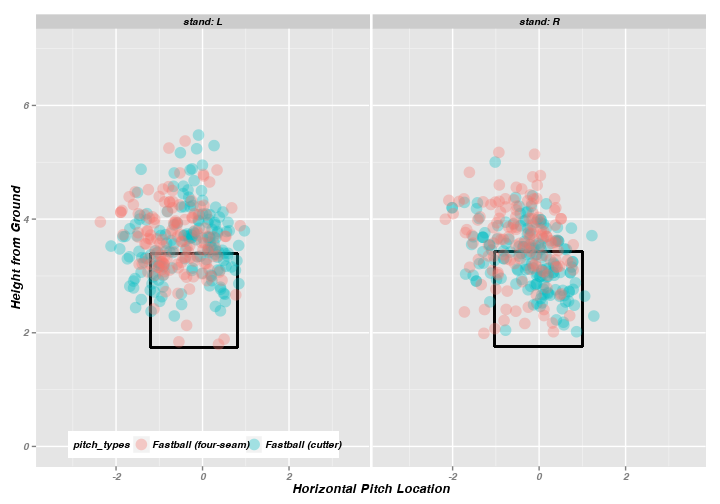 stand: L
stand: R
6
4
2
0
Height from Ground
pitch_types Fastball (four-seam) Fastball (cutter)
-2 0 2 -2 0 2
Horizontal Pitch Location